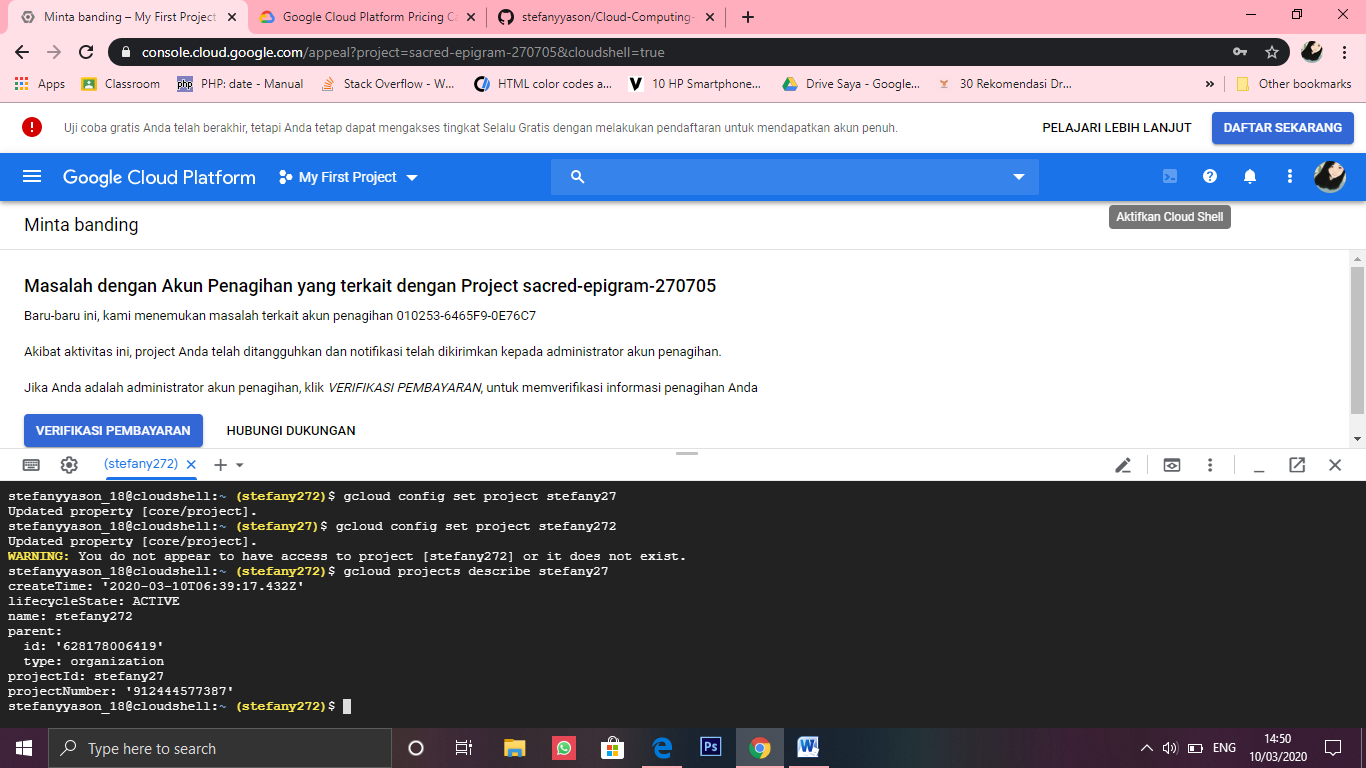 Minta banding – My First Project
Google Cloud Platform Pricing Ca
stefanyyason/Cloud-Computing-
console.cloud.google.com/appeal?project=sacred-epigram-270705&cloudshell=true
Apps
Classroom
php
PHP: date - Manual
Stack Overflow - W...
HTML color codes a...
V
10 HP Smartphone...
Drive Saya - Google...
30 Rekomendasi Dr...
»
Other bookmarks
Uji coba gratis Anda telah berakhir, tetapi Anda tetap dapat mengakses tingkat Selalu Gratis dengan melakukan pendaftaran untuk mendapatkan akun penuh.
PELAJARI LEBIH LANJUT
DAFTAR SEKARANG
Google Cloud Platform
My First Project
Minta banding
Aktifkan Cloud Shell
Masalah dengan Akun Penagihan yang terkait dengan Project sacred-epigram-270705
Baru-baru ini, kami menemukan masalah terkait akun penagihan 010253-6465F9-0E76C7
Akibat aktivitas ini, project Anda telah ditangguhkan dan notifikasi telah dikirimkan kepada administrator akun penagihan.
Jika Anda adalah administrator akun penagihan, klik VERIFIKASI PEMBAYARAN, untuk memverifikasi informasi penagihan Anda
VERIFIKASI PEMBAYARAN
HUBUNGI DUKUNGAN
(stefany272)
stefanyyason_18@cloudshell:~ (stefany272)$ gcloud config set project stefany27
Updated property [core/project].
stefanyyason_18@cloudshell:~ (stefany27)$ gcloud config set project stefany272
Updated property [core/project].
WARNING: You do not appear to have access to project [stefany272] or it does not exist.
stefanyyason_18@cloudshell:~ (stefany272)$ gcloud projects describe stefany27
createTime: '2020-03-10T06:39:17.432Z'
lifecycleState: ACTIVE
name: stefany272
parent:
id: '628178006419'
type: organization
projectId: stefany27
projectNumber: '912444577387'
stefanyyason_18@cloudshell:~ (stefany272)$
Type here to search
Ps
W
ENG
14:50
10/03/2020